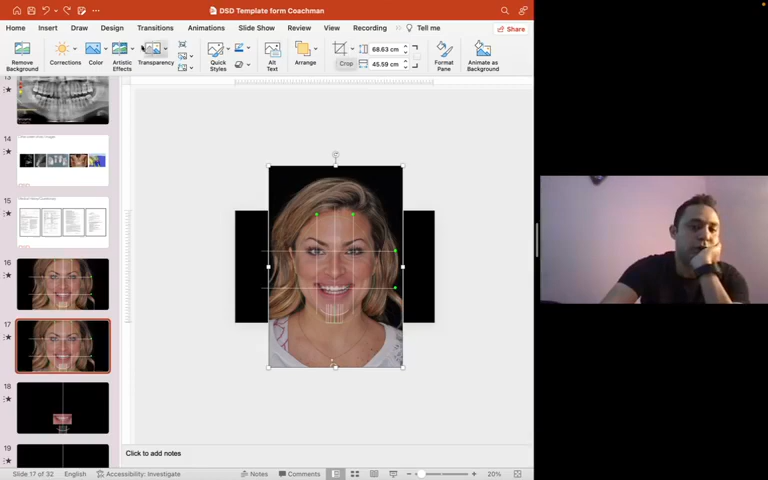 DSD Template form Coachman
Home Insert Draw Design Transitions Animations Slide Show Review View Recording Tell me Share
Remove Background
Corrections
Color
Artistic Effects
Transparency
Quick Styles
Alt Text
Arrange
Crop
68.63 cm
45.59 cm
Format Pane
Animate as Background
13
14
15
16
17
18
19
Click to add notes
Slide 17 of 32 English Accessibility: Investigate Notes Comments 20%